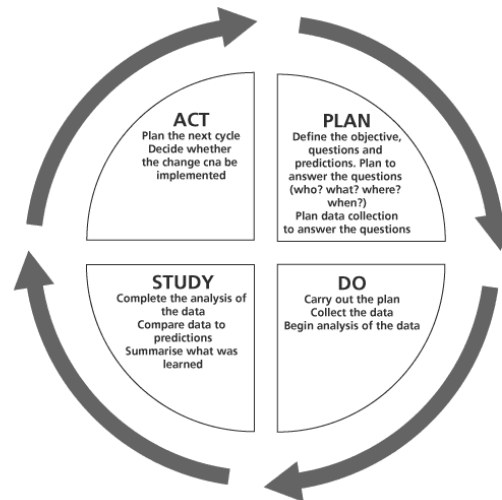 ACT
Plan the next cycle
Decide whether
the change cna be
implemented
PLAN
Define the objective,
questions and
predictions. Plan to
answer the questions
(who? what? where?
when?)
Plan data collection
to answer the questions
STUDY
Complete the analysis of
the data
Compare data to
predictions
Summarise what was
learned
DO
Carry out the plan
Collect the data
Begin analysis of the data